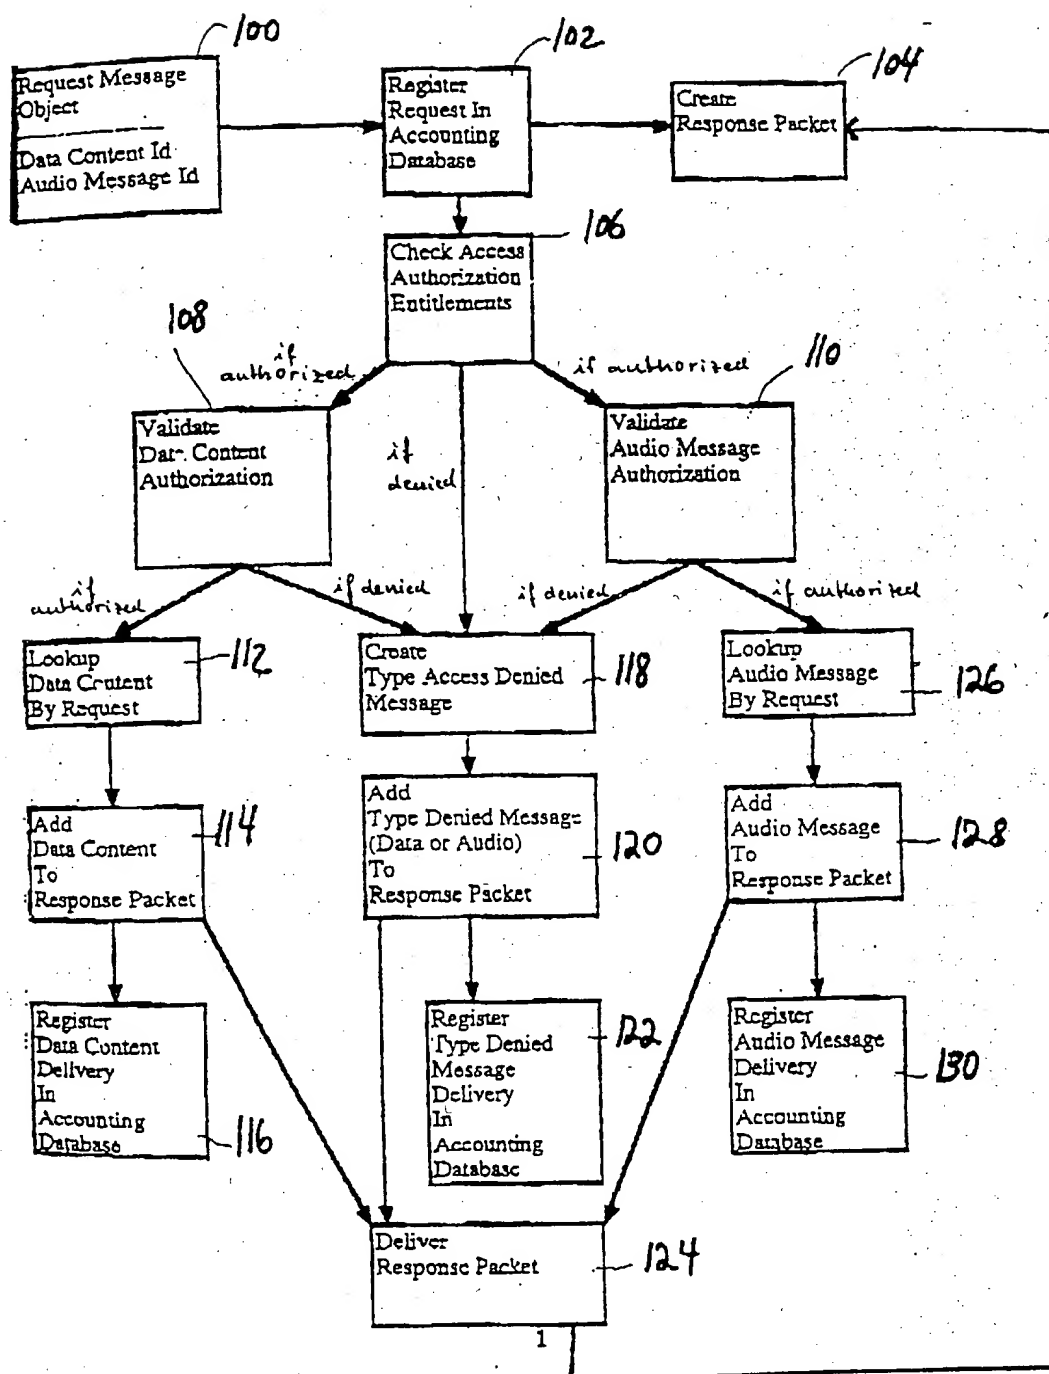 100
Request Message
Object
Data Content Id
Audio Message Id
102
Register
Request In
Accounting
Database
104
Create
Response Packet
106
Check Access
Authorization
Entitlements
108
if
authorized
if authorized
110
Validate
Content
Authorization
if
denied
Validate
Audio Message
Authorization
if
authorized
if denied
if denied
if authorized
Lookup
Data
By Request
112
Create
Type Access Denied
Message
118
Lookup
Audio Message
By Request
126
Add
Data Content
To
Response Packet
114
Add
Type Denied Message
(Data or Audio)
To
Response Packet
120
Add
Audio Message
To
Response Packet
128
Register
Data Content
Delivery
In
Accounting
Database
116
Register
Type Denied
Message
Delivery
In
Accounting
Database
122
Register
Audio Message
Delivery
In
Accounting
Database
130
Deliver
Response Packet
124
1